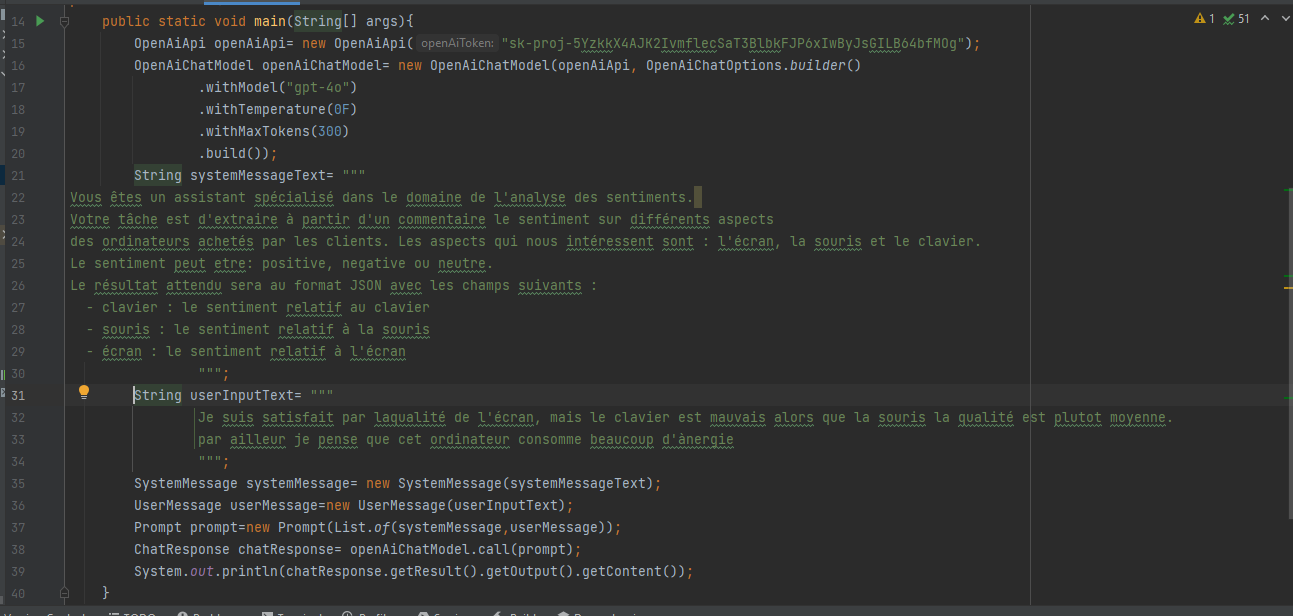 14 public static void main(String[] args){
15 OpenAiApi openAiApi= new OpenAiApi( openAiToken: "sk-proj-5YzkkX4AJK2IvmflecSaT3BlbkFJP6xIwByJsGILB64bfMOg");
16 OpenAiChatModel openAiChatModel= new OpenAiChatModel(openAiApi, OpenAiChatOptions.builder()
17 .withModel("gpt-4o")
18 .withTemperature(0F)
19 .withMaxTokens(300)
20 .build());
21 String systemMessageText= """
22 Vous êtes un assistant spécialisé dans le domaine de l'analyse des sentiments.
23 Votre tâche est d'extraire à partir d'un commentaire le sentiment sur différents aspects
24 des ordinateurs achetés par les clients. Les aspects qui nous intéressent sont : l'écran, la souris et le clavier.
25 Le sentiment peut etre: positive, negative ou neutre.
26 Le résultat attendu sera au format JSON avec les champs suivants :
27 - clavier : le sentiment relatif au clavier
28 - souris : le sentiment relatif à la souris
29 - écran : le sentiment relatif à l'écran
30 """;
31 String userInputText= """
32 Je suis satisfait par laqualité de l'écran, mais le clavier est mauvais alors que la souris la qualité est plutot moyenne.
33 par ailleur je pense que cet ordinateur consomme beaucoup d'ànergie
34 """;
35 SystemMessage systemMessage= new SystemMessage(systemMessageText);
36 UserMessage userMessage=new UserMessage(userInputText);
37 Prompt prompt=new Prompt(List.of(systemMessage,userMessage));
38 ChatResponse chatResponse= openAiChatModel.call(prompt);
39 System.out.println(chatResponse.getResult().getOutput().getContent());
40 }
1 51